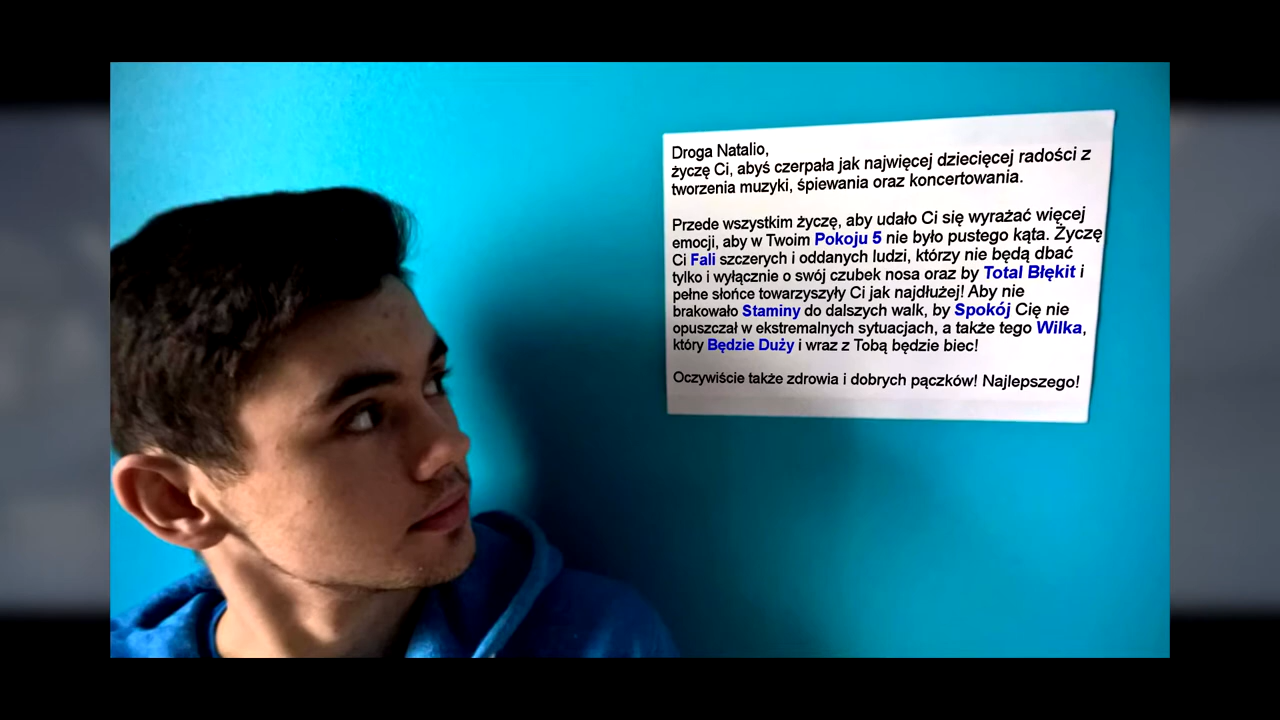 Droga Natalio,
życzę Ci, abyś czerpała jak najwięcej dziecięcej radości z
tworzenia muzyki, śpiewania oraz koncertowania.
Przede wszystkim życzę, aby udało Ci się wyrażać więcej
emocji, aby w Twoim Pokoju 5 nie było pustego kąta. Życzę
Ci Fali szczerych i oddanych ludzi, którzy nie będą dbać
tylko i wyłącznie o swój czubek nosa oraz by Total Błękit i
pełne słońce towarzyszyły Ci jak najdłużej! Aby nie
brakowało Staminy do dalszych walk, by Spokój Cię nie
opuszczał w ekstremalnych sytuacjach, a także tego Wilka,
który Będzie Duży i wraz z Tobą będzie biec!
Oczywiście także zdrowia i dobrych pączków! Najlepszego!